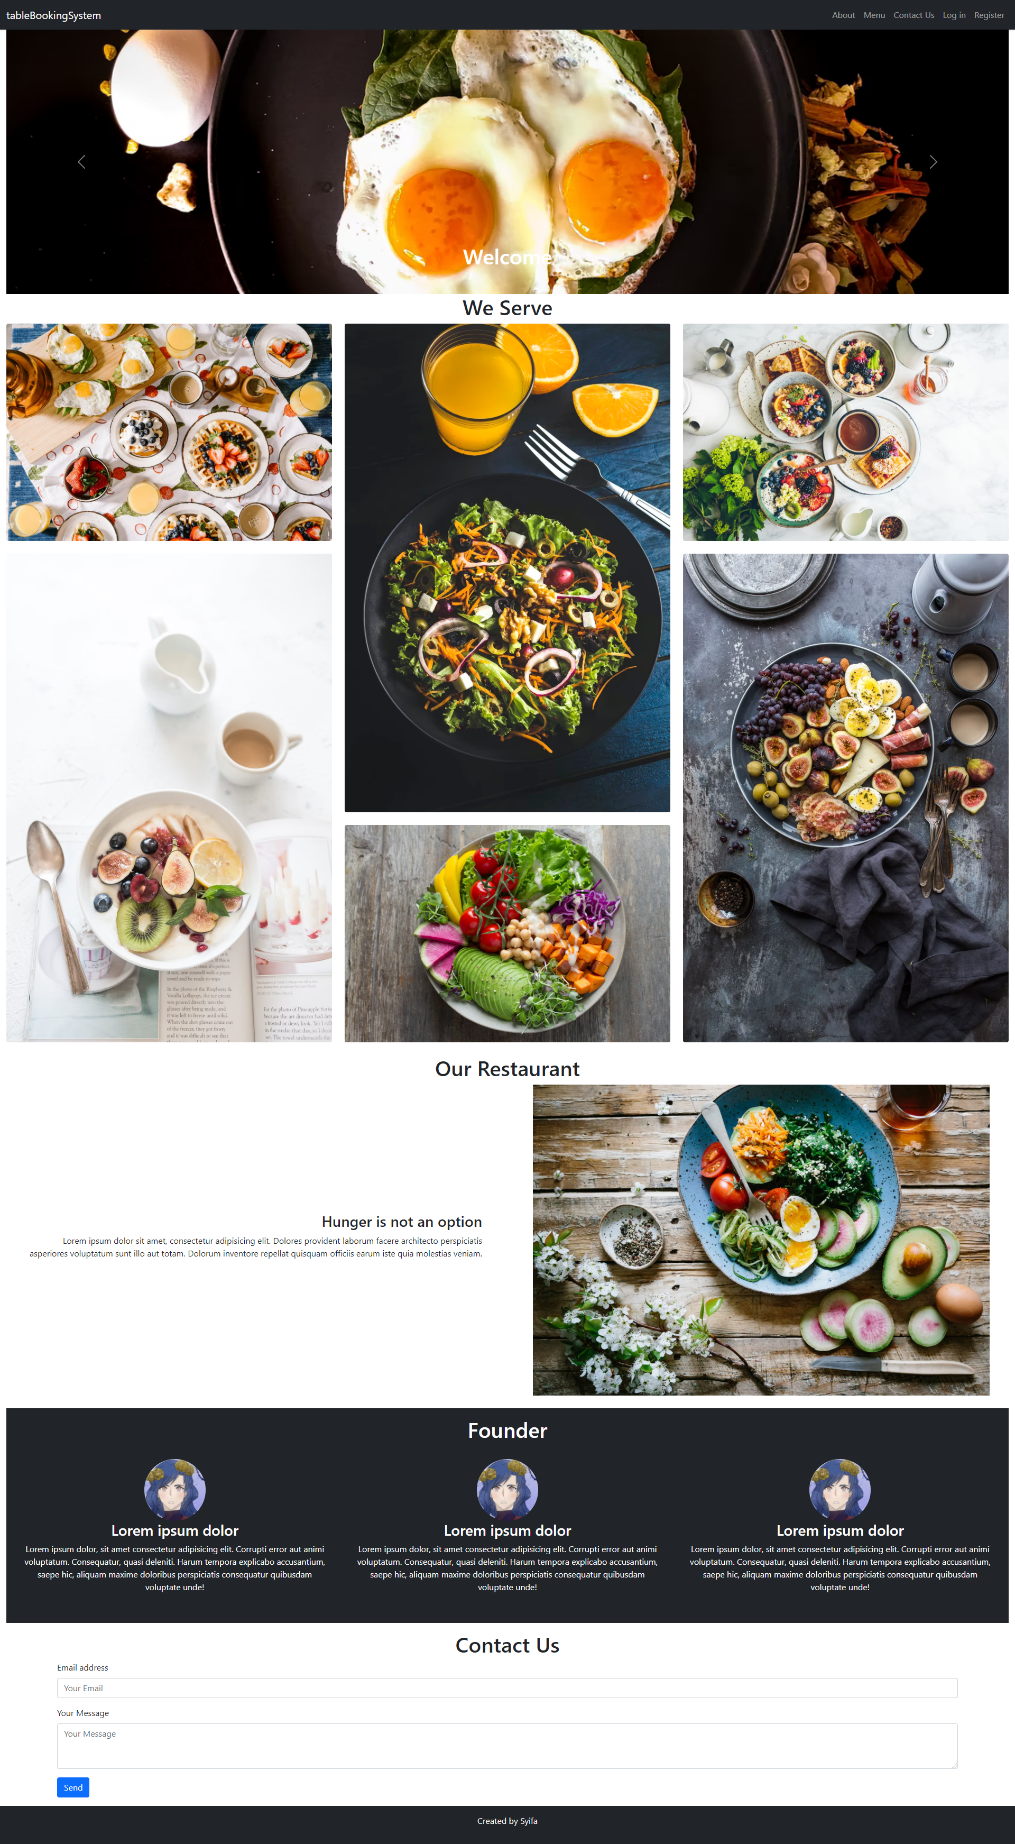 tableBookingSystem
About Menu Contact Us Log in Register
Welcome
We Serve
Our Restaurant
Hunger is not an option
Lorem ipsum dolor sit amet, consectetur adipisicing elit. Dolores provident laborum facere architecto perspiciatis
asperiores voluptatum sunt illo aut totam. Dolorum inventore repellat quisquam officiis earum iste quia molestias veniam.
Founder
Lorem ipsum dolor
Lorem ipsum dolor, sit amet consectetur adipisicing elit. Corrupti error aut animi
voluptatum. Consequatur, quasi deleniti. Harum tempora explicabo accusantium,
saepe hic, aliquam maxime doloribus perspiciatis consequatur quibusdam
voluptate unde!
Lorem ipsum dolor
Lorem ipsum dolor, sit amet consectetur adipisicing elit. Corrupti error aut animi
voluptatum. Consequatur, quasi deleniti. Harum tempora explicabo accusantium,
saepe hic, aliquam maxime doloribus perspiciatis consequatur quibusdam
voluptate unde!
Lorem ipsum dolor
Lorem ipsum dolor, sit amet consectetur adipisicing elit. Corrupti error aut animi
voluptatum. Consequatur, quasi deleniti. Harum tempora explicabo accusantium,
saepe hic, aliquam maxime doloribus perspiciatis consequatur quibusdam
voluptate unde!
Contact Us
Email address
Your Email
Your Message
Your Message
Send
Created by Syifa